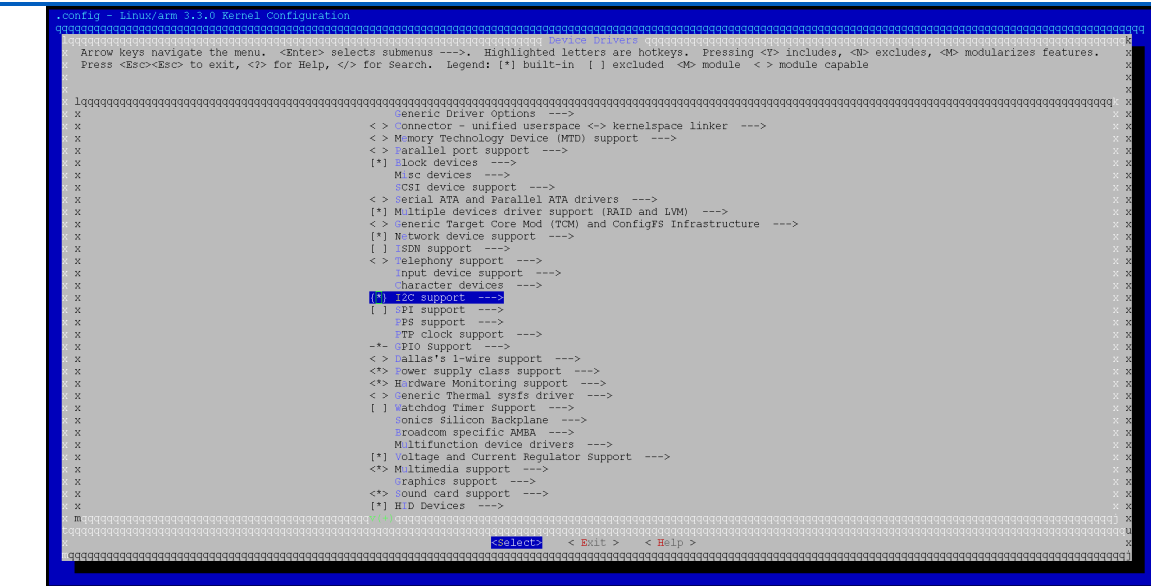 .config - Linux/arm 3.3.0 Kernel Configuration
Device Drivers
Arrow keys navigate the menu.  <Enter> selects submenus --->.  Highlighted letters are hotkeys.  Pressing <Y> includes, <N> excludes, <M> modularizes features.
Press <Esc><Esc> to exit, <?> for Help, </> for Search.  Legend: [*] built-in  [ ] excluded  <M> module  < > module capable
Generic Driver Options  --->
< > Connector - unified userspace <-> kernelspace linker  --->
< > Memory Technology Device (MTD) support  --->
< > Parallel port support  --->
[*] Block devices  --->
Misc devices  --->
SCSI device support  --->
< > Serial ATA and Parallel ATA drivers  --->
[*] Multiple devices driver support (RAID and LVM)  --->
< > Generic Target Core Mod (TCM) and ConfigFS Infrastructure  --->
[*] Network device support  --->
[ ] ISDN support  --->
< > Telephony support  --->
Input device support  --->
Character devices  --->
{*} I2C support  --->
[ ] SPI support  --->
PPS support  --->
PTP clock support  --->
-*- GPIO Support  --->
< > Dallas's 1-wire support  --->
<*> Power supply class support  --->
<*> Hardware Monitoring support  --->
< > Generic Thermal sysfs driver  --->
[ ] Watchdog Timer Support  --->
Sonics Silicon Backplane  --->
Broadcom specific AMBA  --->
Multifunction device drivers  --->
[*] Voltage and Current Regulator Support  --->
<*> Multimedia support  --->
Graphics support  --->
<*> Sound card support  --->
[*] HID Devices  --->
<Select>    < Exit >    < Help >